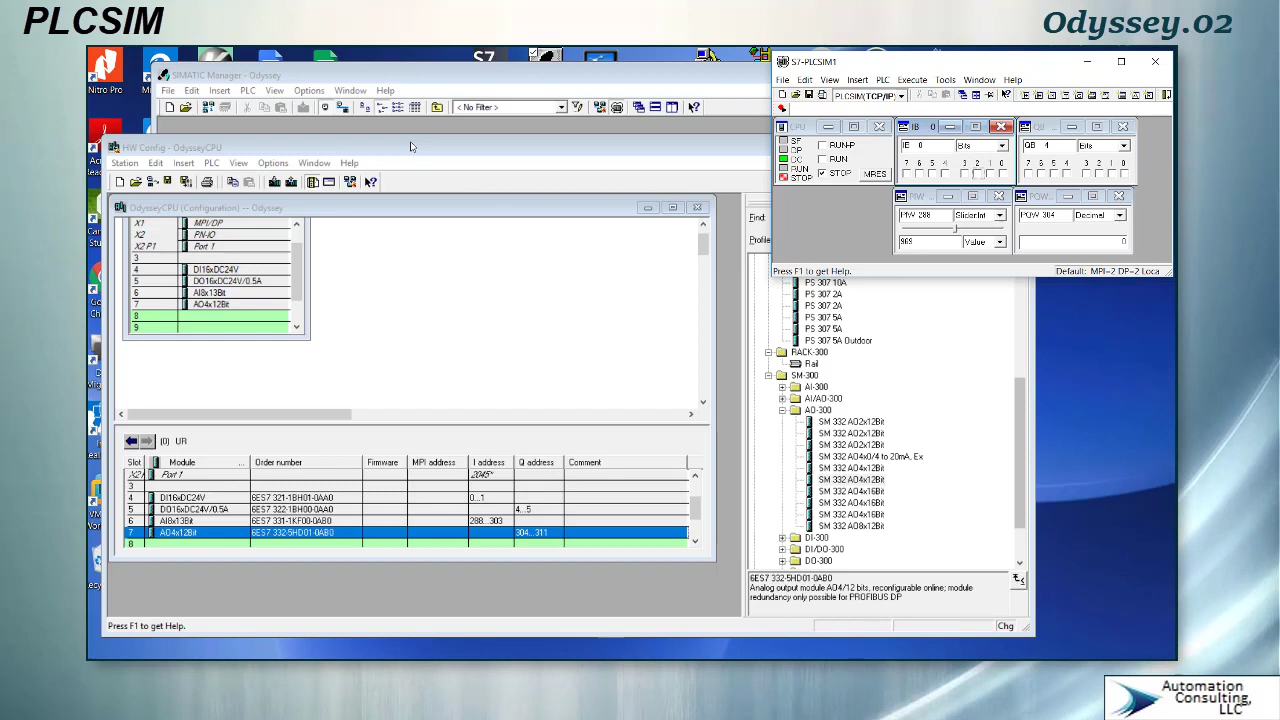 PLCSIM
Odyssey.02
Nitro Pro
S7
SIMATIC Manager - Odyssey
File Edit Insert PLC View Options Window Help
< No Filter >
HW Config - OdysseyCPU
Station Edit Insert PLC View Options Window Help
OdysseyCPU (Configuration) -- Odyssey
X1 MPI/DP
X2 PN-IO
X2 P1 Port 1
3
4 DI16xDC24V
5 DO16xDC24V/0.5A
6 AI8x13Bit
7 AO4x12Bit
8
9
(0) UR
Slot Module ... Order number Firmware MPI address I address Q address Comment
Port 1 2045*
3
4 DI16xDC24V 6ES7 321-1BH01-0AA0 0...1
5 DO16xDC24V/0.5A 6ES7 322-1BH00-0AA0 4...5
6 AI8x13Bit 6ES7 331-1KF00-0AB0 288...303
7 AO4x12Bit 6ES7 332-5HD01-0AB0 304...311
8
Press F1 to get Help.
Chg
Find:
Profile
PS 307 10A
PS 307 2A
PS 307 2A
PS 307 5A
PS 307 5A
PS 307 5A Outdoor
RACK-300
Rail
SM-300
AI-300
AI/AO-300
AO-300
SM 332 AO2x12Bit
SM 332 AO2x12Bit
SM 332 AO2x12Bit
SM 332 AO4x0/4 to 20mA, Ex
SM 332 AO4x12Bit
SM 332 AO4x12Bit
SM 332 AO4x16Bit
SM 332 AO4x16Bit
SM 332 AO4x16Bit
SM 332 AO8x12Bit
DI-300
DI/DO-300
DO-300
6ES7 332-5HD01-0AB0
Analog output module AO4/12 bits, reconfigurable online; module
redundancy only possible for PROFIBUS DP
S7-PLCSIM1
File Edit View Insert PLC Execute Tools Window Help
PLCSIM(TCP/IP)
CPU
SF
DP
DC
RUN
STOP
RUN-P
RUN
STOP
MRES
IB 0
IB 0 Bits
7 6 5 4 3 2 1 0
QB 4 Bits
7 6 5 4 3 2 1 0
PIW
PIW 288 SliderInt
969 Value
PQW
PQW 304 Decimal
0
Press F1 to get Help.
Default: MPI=2 DP=2 Loca
Automation
Consulting,
LLC